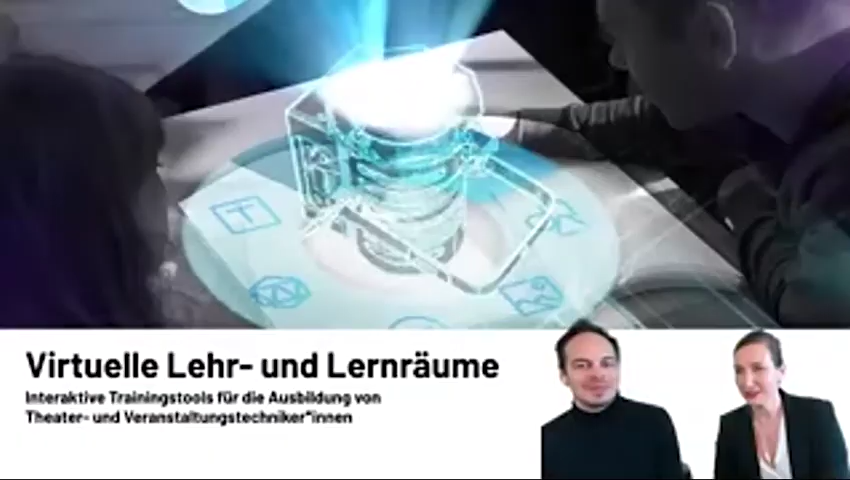 Virtuelle Lehr- und Lernräume
Interaktive Trainingstools für die Ausbildung von
Theater- und Veranstaltungstechniker*innen